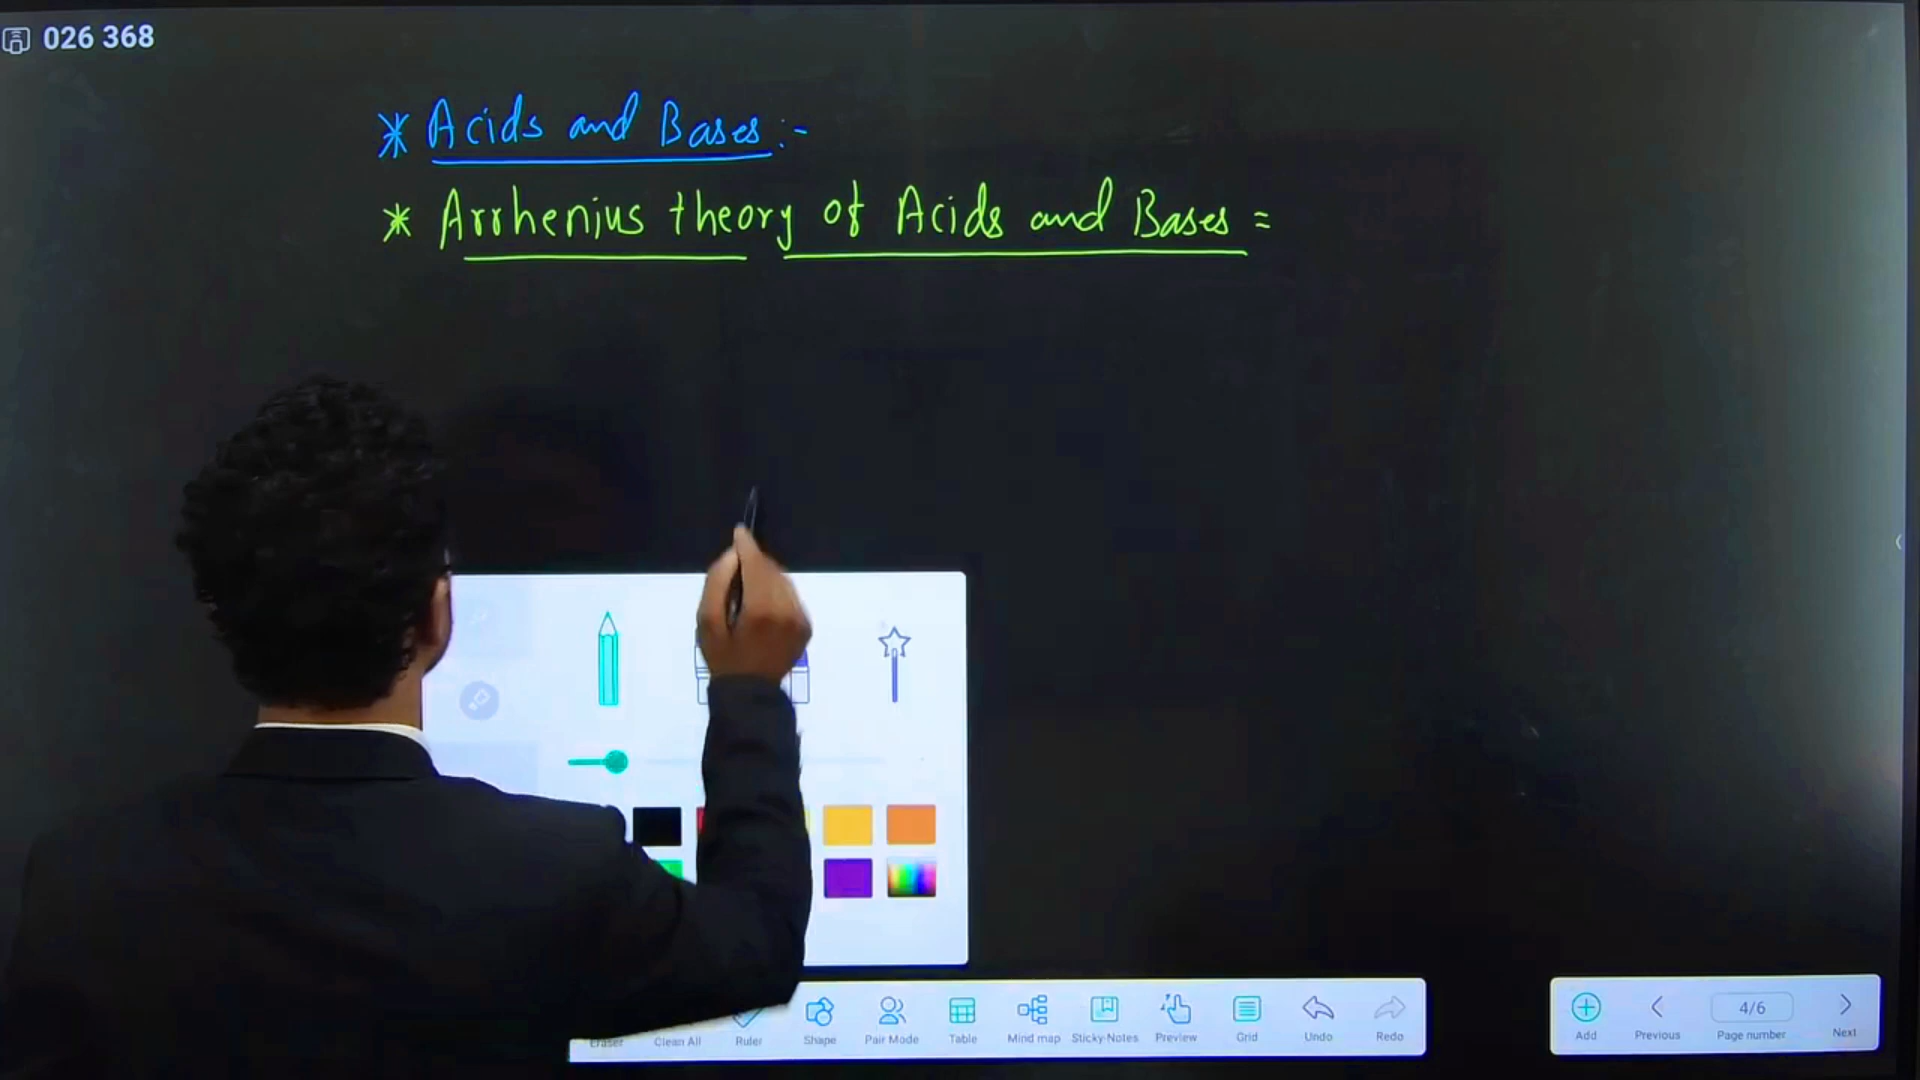 026 368
* Acids and Bases :-
* Arrhenius theory of Acids and Bases =
Eraser Clean All Ruler Shape Pair Mode Table Mind map Sticky-Notes Preview Grid Undo Redo
Add Previous 4/6 Page number Next